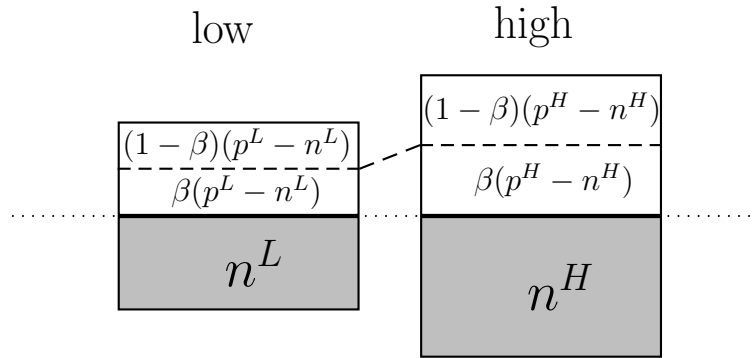 low high
(1 − β)(p^L − n^L) (1 − β)(p^H − n^H)
β(p^L − n^L) β(p^H − n^H)
n^L n^H